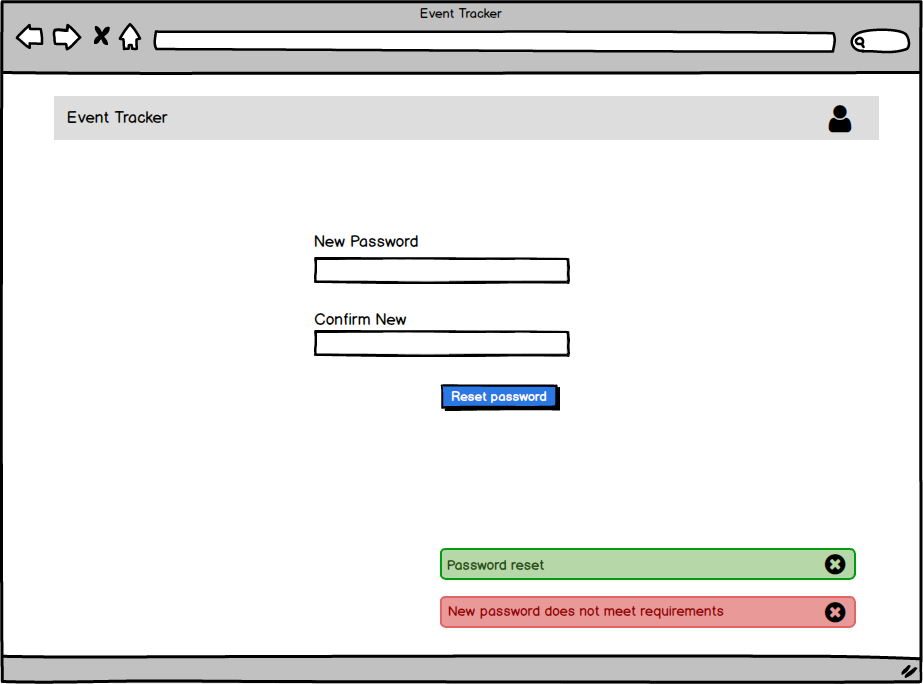 Event Tracker
Event Tracker
New Password
Confirm New
Reset password
Password reset
New password does not meet requirements